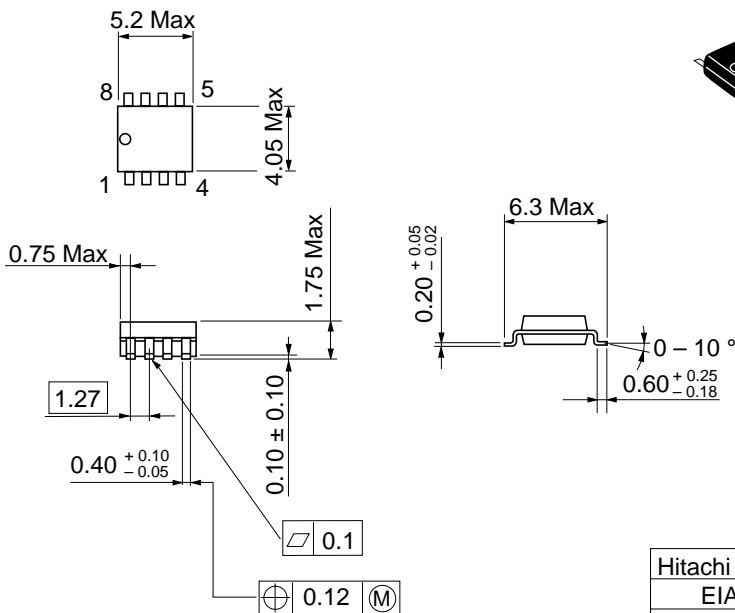 5.2 Max
8
5
4.05 Max
1
4
0.75 Max
1.75 Max
6.3 Max
0.20 + 0.05 – 0.02
0 – 10 °
1.27
0.10 ± 0.10
0.60 + 0.25 – 0.18
0.40 + 0.10 – 0.05
0.1
0.12 M
Hitachi